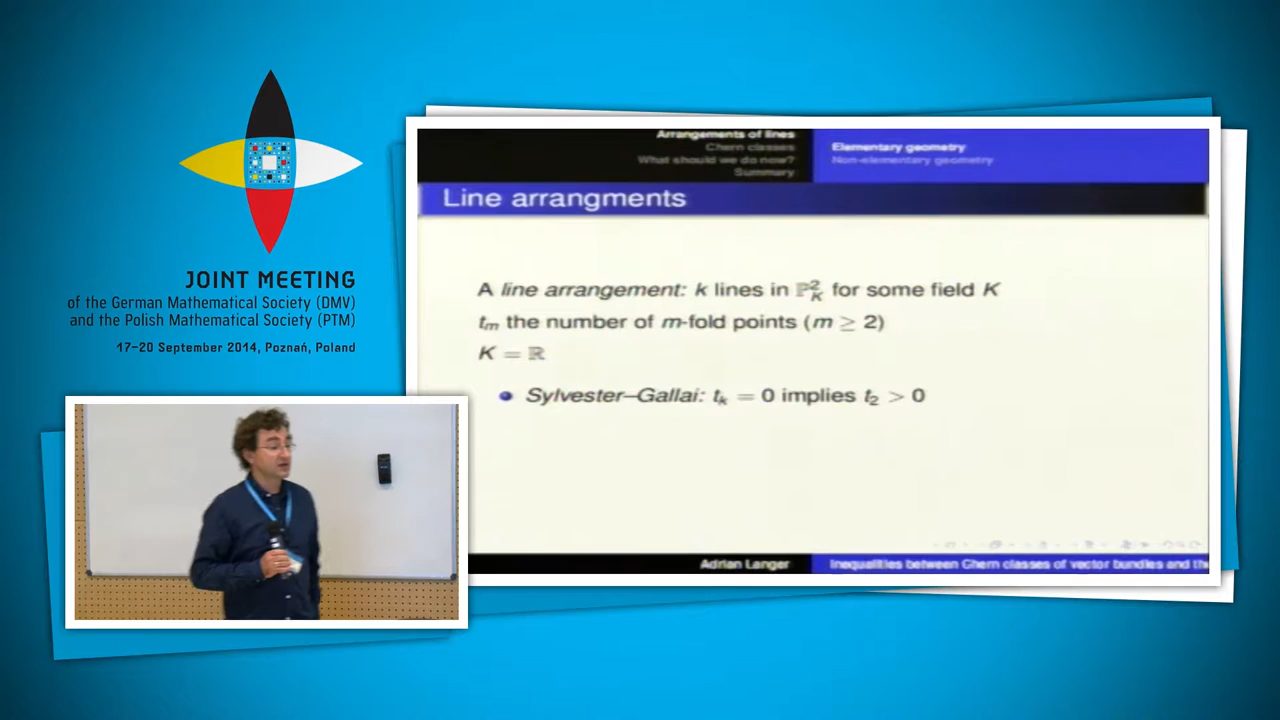 JOINT MEETING
of the German Mathematical Society (DMV)
and the Polish Mathematical Society (PTM)
17–20 September 2014, Poznań, Poland
Arrangements of lines
Chern classes
What should we do now?
Summary
Elementary geometry
Non-elementary geometry
Line arrangments
A line arrangement: k lines in ℙ²_K for some field K
t_m the number of m-fold points (m ≥ 2)
K = ℝ
Sylvester–Gallai: t_k = 0 implies t_2 > 0
Adrian Langer
Inequalities between Chern classes of vector bundles and the